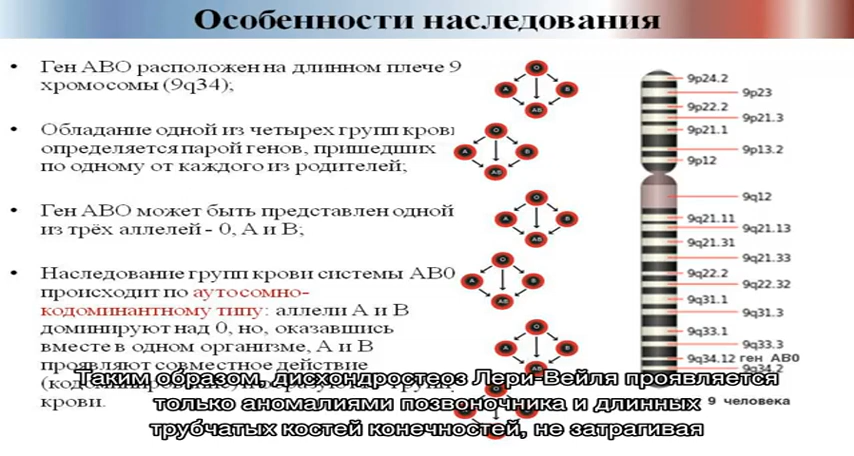 Особенности наследования
• Ген АВО расположен на длинном плече 9
хромосомы (9q34);
• Обладание одной из четырех групп крови
определяется парой генов, пришедших
по одному от каждого из родителей;
• Ген АВО может быть представлен одной
из трёх аллелей - 0, А и В;
• Наследование групп крови системы АВ0
происходит по аутосомно-
кодоминантному типу: аллели А и В
доминируют над 0, но, оказавшись
вместе в одном организме, А и В
проявляют совместное действие
крови.
O
A B
AB
O
A B
AB
O
A B
AB
O
A B
AB
O
A B
9p24.2
9p23
9p22.2
9p21.3
9p21.1
9p13.2
9p12
9q12
9q21.11
9q21.13
9q21.31
9q21.33
9q22.2
9q22.32
9q31.1
9q31.3
9q33.1
9q33.3
9q34.12 ген АВ0
9q34.2
9 человека
Таким образом, дисхондростеоз Лери-Вейля проявляется
только аномалиями позвоночника и длинных
трубчатых костей конечностей, не затрагивая